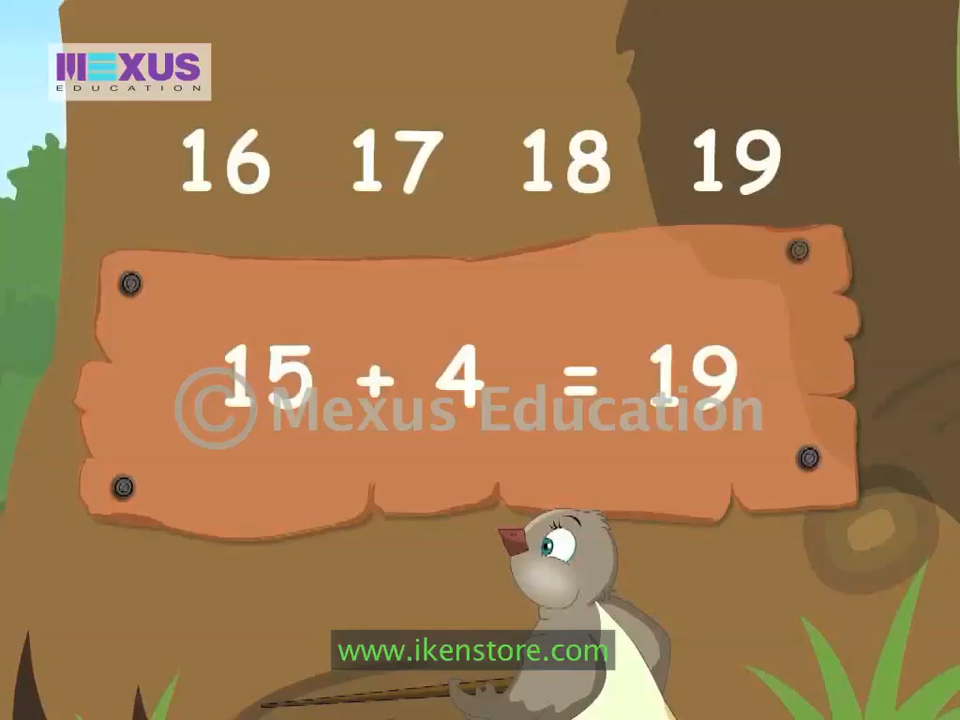 MEXUS
EDUCATION
16 17 18 19
15 + 4 = 19
© Mexus Education
www.ikenstore.com